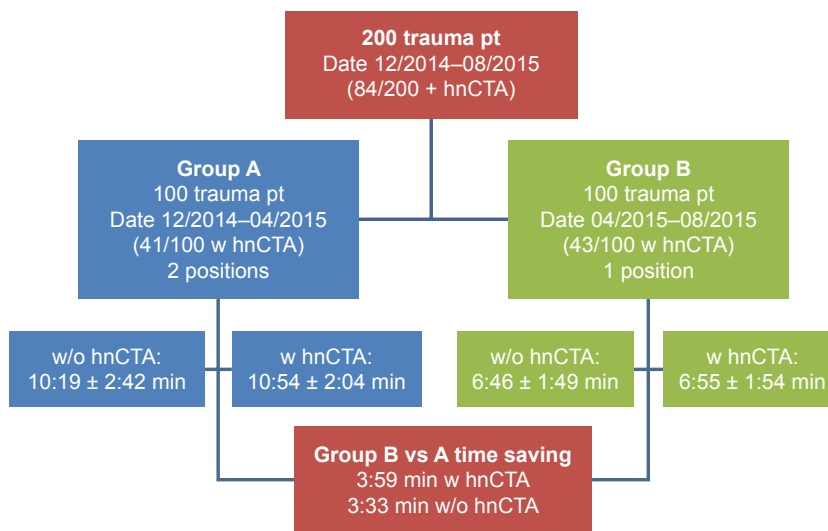 200 trauma pt
Date 12/2014–08/2015
(84/200 + hnCTA)
Group A
100 trauma pt
Date 12/2014–04/2015
(41/100 w hnCTA)
2 positions
Group B
100 trauma pt
Date 04/2015–08/2015
(43/100 w hnCTA)
1 position
w/o hnCTA:
10:19 ± 2:42 min
w hnCTA:
10:54 ± 2:04 min
w/o hnCTA:
6:46 ± 1:49 min
w hnCTA:
6:55 ± 1:54 min
Group B vs A time saving
3:59 min w hnCTA
3:33 min w/o hnCTA